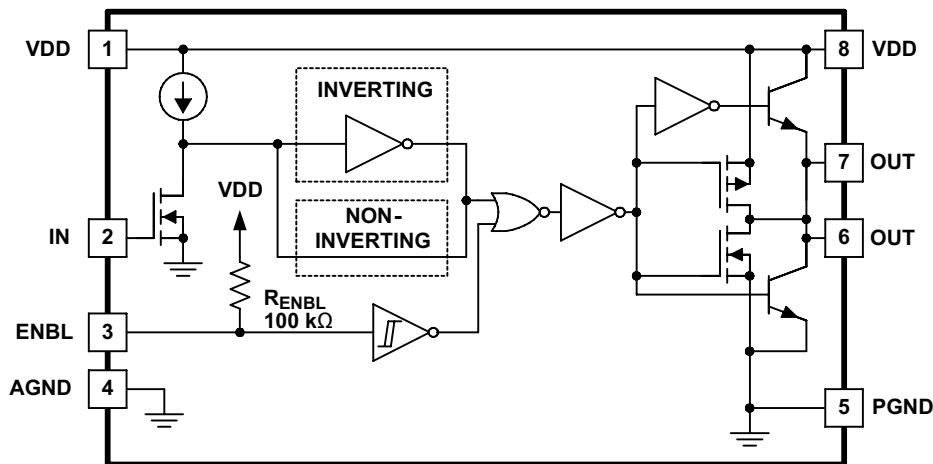 VDD 1
8 VDD
INVERTING
7 OUT
VDD
NON-
INVERTING
IN 2
6 OUT
RENBL
100 kΩ
ENBL 3
AGND 4
5 PGND